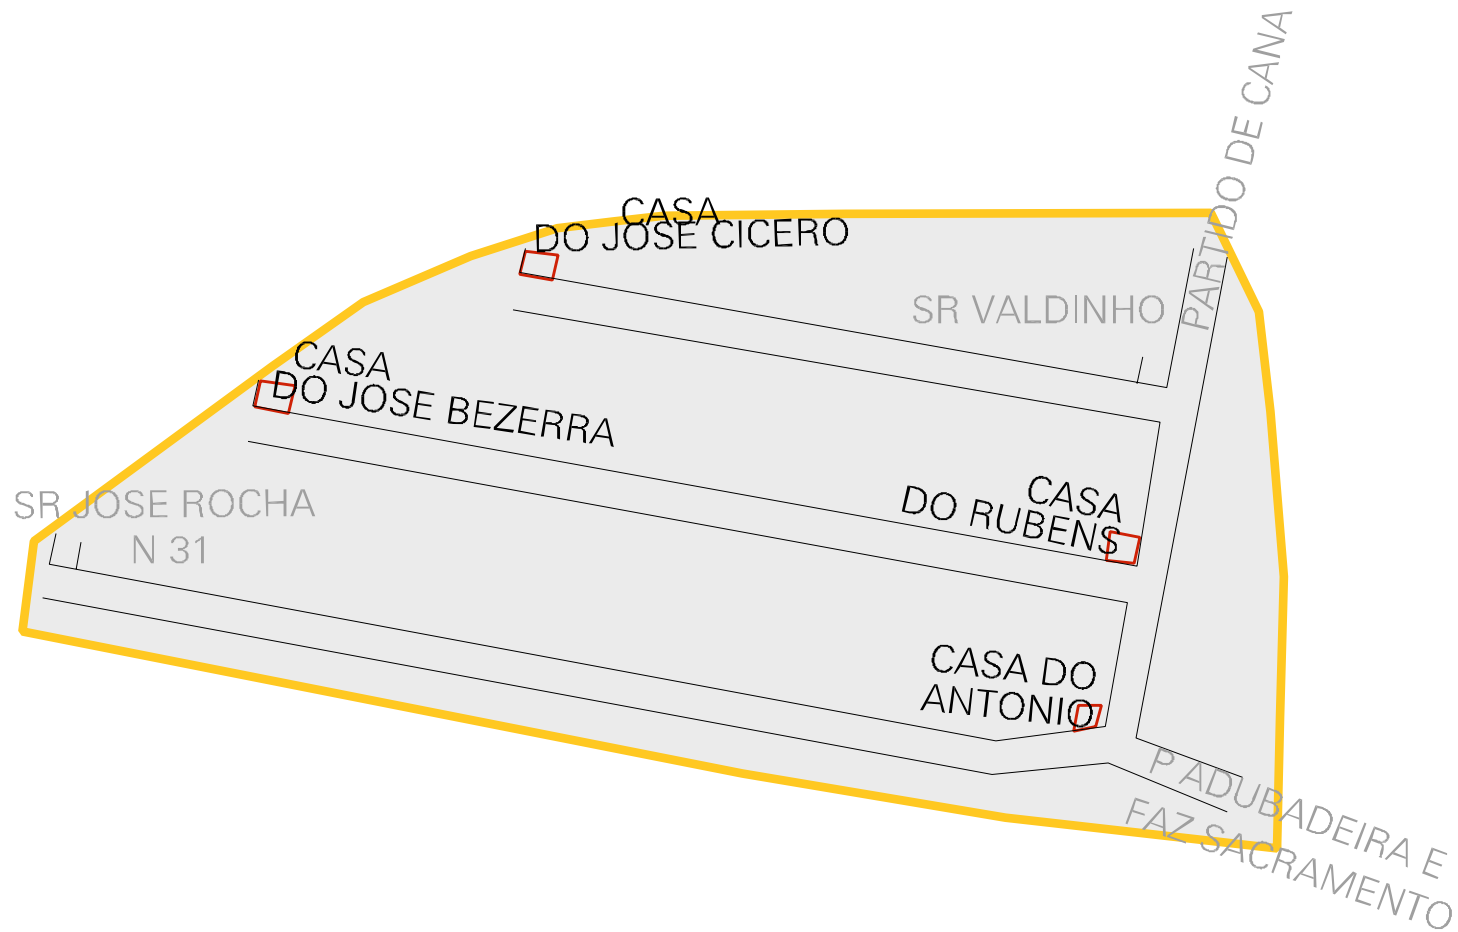 PARTIDO DE CANA
CASA
DO JOSE CICERO
SR VALDINHO
CASA
DO JOSE BEZERRA
SR JOSE ROCHA
N 31
CASA
DO RUBENS
CASA DO
ANTONIO
P ADUBADEIRA E
FAZ SACRAMENTO